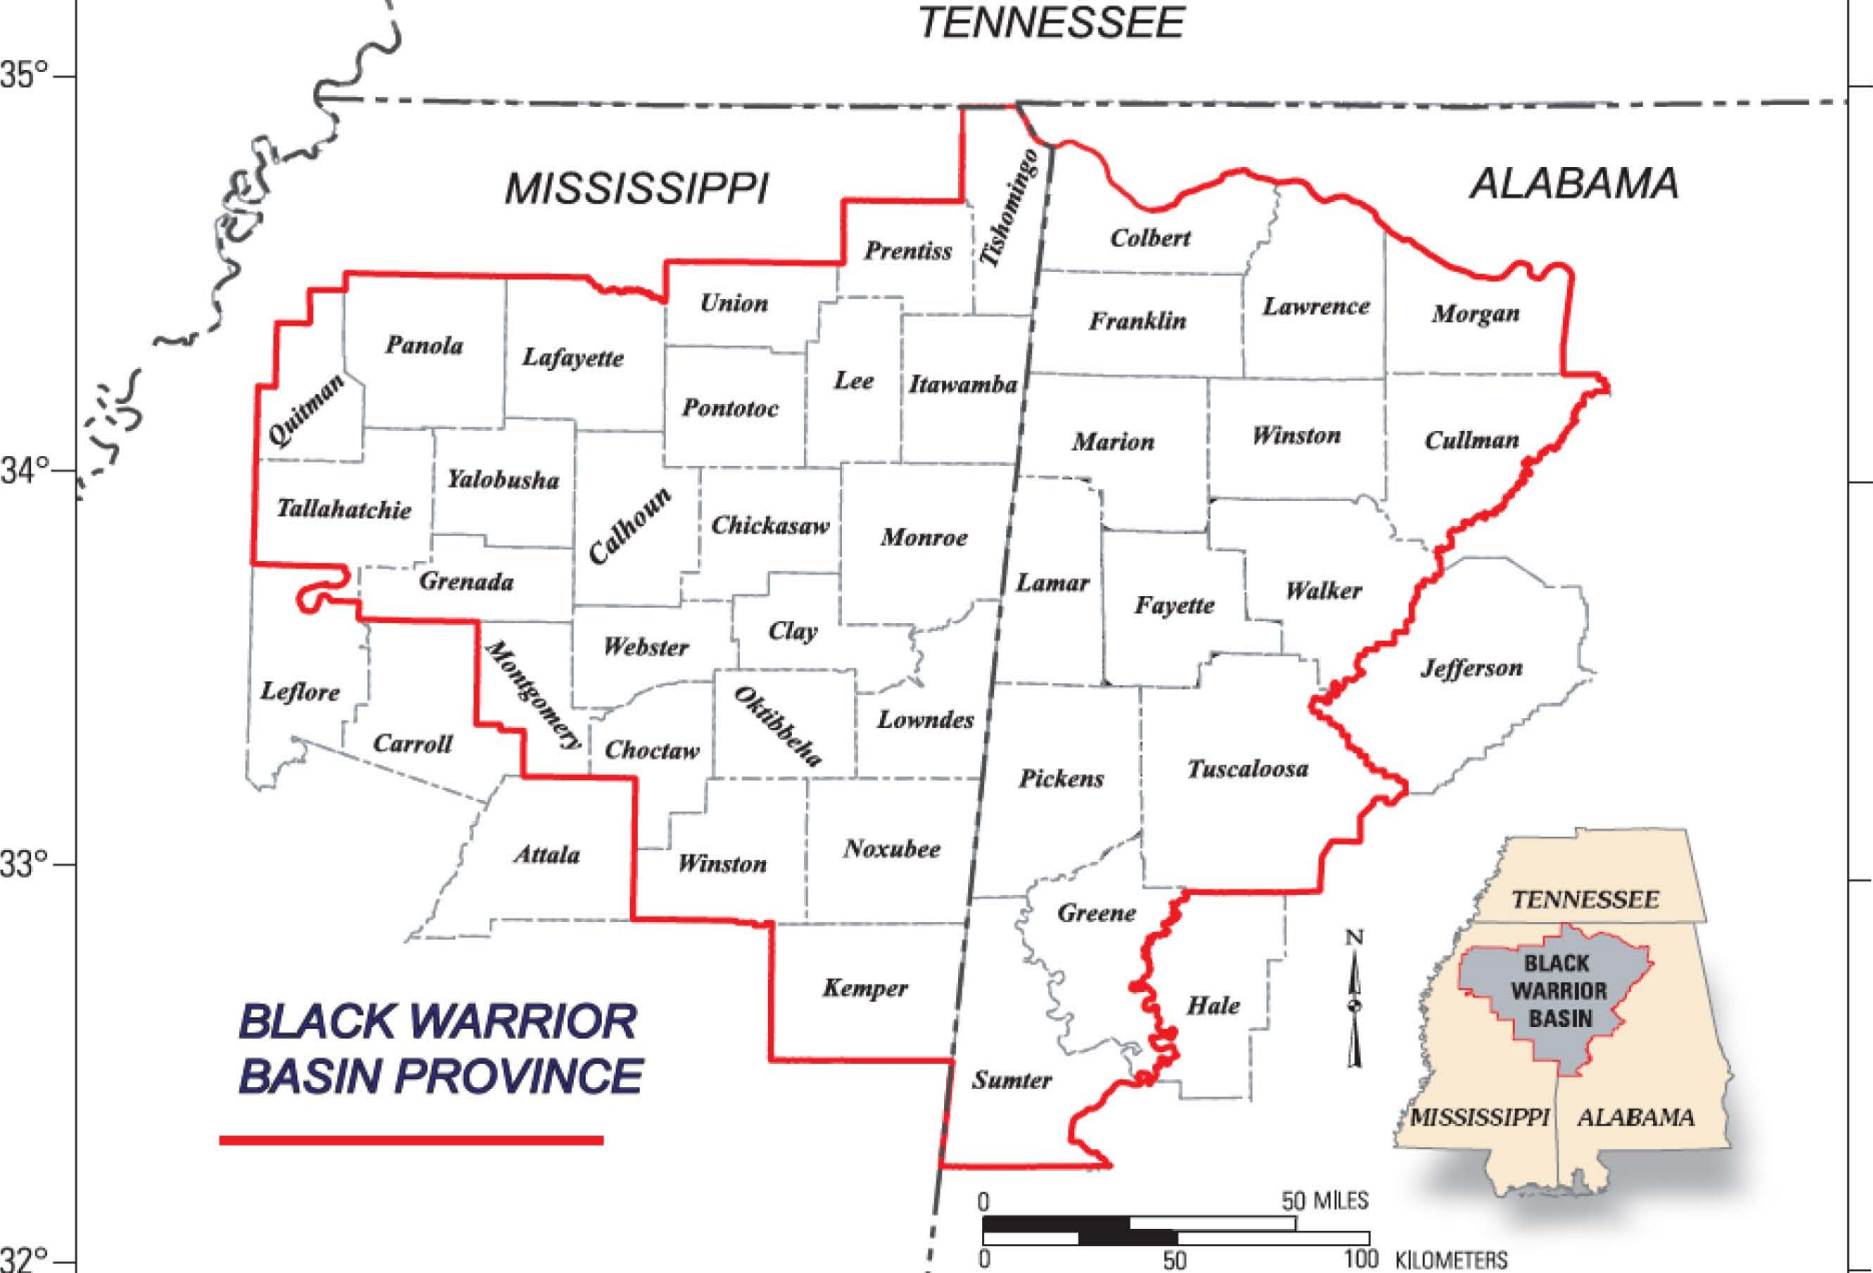 TENNESSEE
35°
MISSISSIPPI
ALABAMA
Tishomingo
Prentiss
Colbert
Union
Lawrence
Franklin
Morgan
Panola
Lafayette
Lee
Itawamba
Quitman
Pontotoc
Marion
Winston
Cullman
34°
Yalobusha
Tallahatchie
Calhoun
Chickasaw
Monroe
Grenada
Lamar
Fayette
Walker
Webster
Clay
Montgomery
Jefferson
Leflore
Oktibbeha
Lowndes
Carroll
Choctaw
Pickens
Tuscaloosa
33°
Attala
Winston
Noxubee
Greene
Kemper
Hale
Sumter
N
BLACK WARRIOR
BASIN PROVINCE
TENNESSEE
BLACK
WARRIOR
BASIN
MISSISSIPPI
ALABAMA
0
50 MILES
0
50
100
KILOMETERS
32°